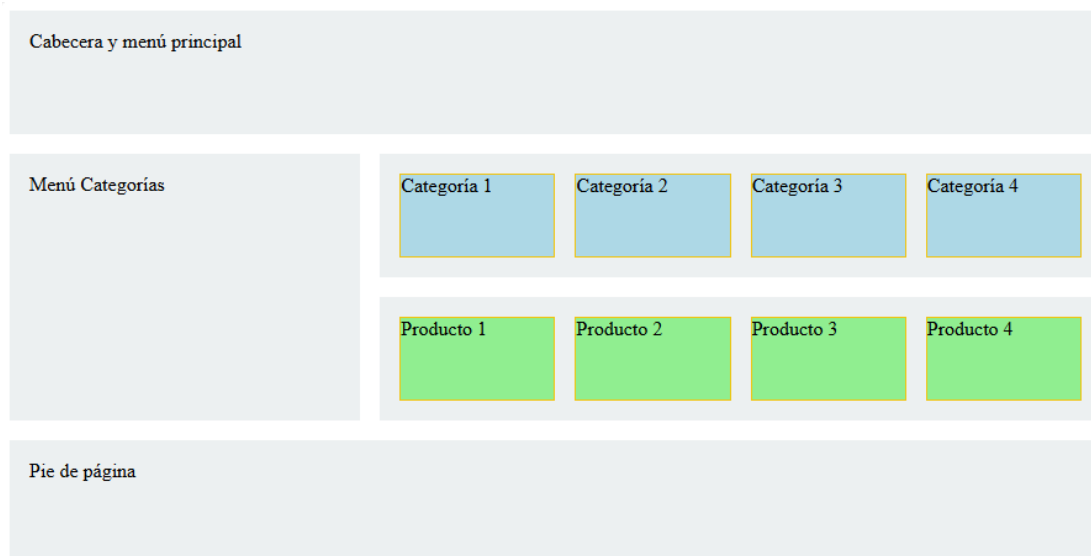 Cabecera y menú principal
Menú Categorías
Categoría 1
Categoría 2
Categoría 3
Categoría 4
Producto 1
Producto 2
Producto 3
Producto 4
Pie de página